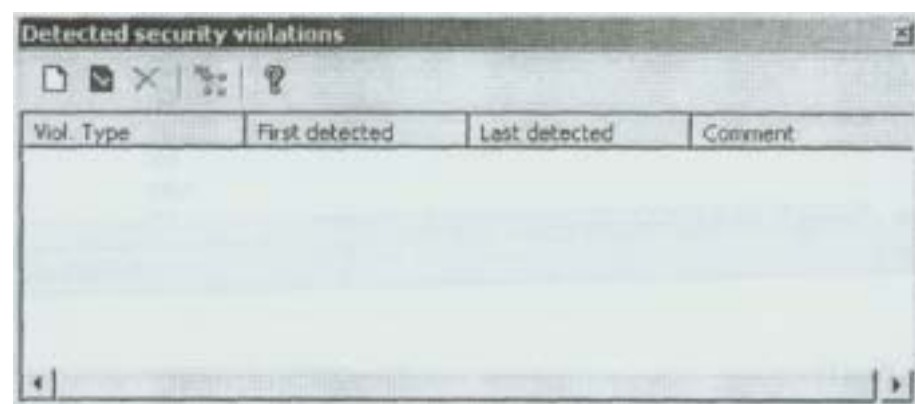 Detected security violations
Viol. Type First detected Last detected Comment